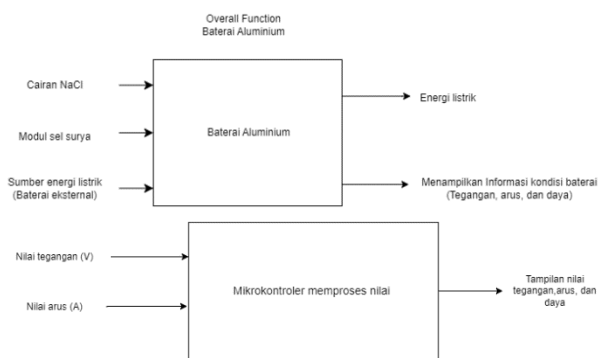 Overall Function
Baterai Aluminium
Cairan NaCl
Modul sel surya
Sumber energi listrik
(Baterai eksternal)
Baterai Aluminium
Energi listrik
Menampilkan Informasi kondisi baterai
(Tegangan, arus, dan daya)
Nilai tegangan (V)
Nilai arus (A)
Mikrokontroler memproses nilai
Tampilan nilai
tegangan,arus, dan
daya